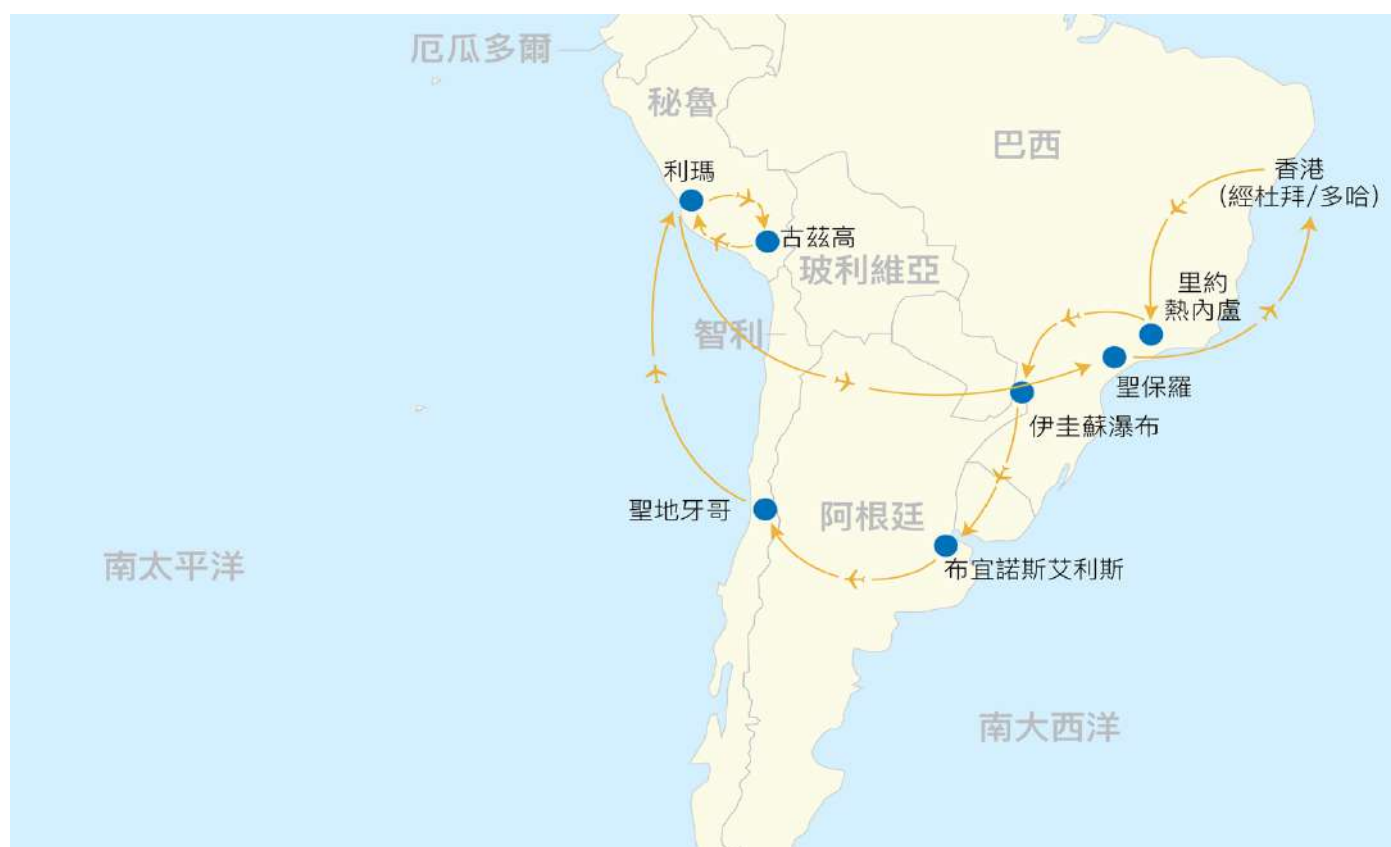 厄瓜多爾
秘魯
巴西
利瑪
香港
(經杜拜/多哈)
古茲高
玻利維亞
里約
熱內盧
智利
聖保羅
伊圭蘇瀑布
聖地牙哥
阿根廷
南太平洋
布宜諾斯艾利斯
南大西洋